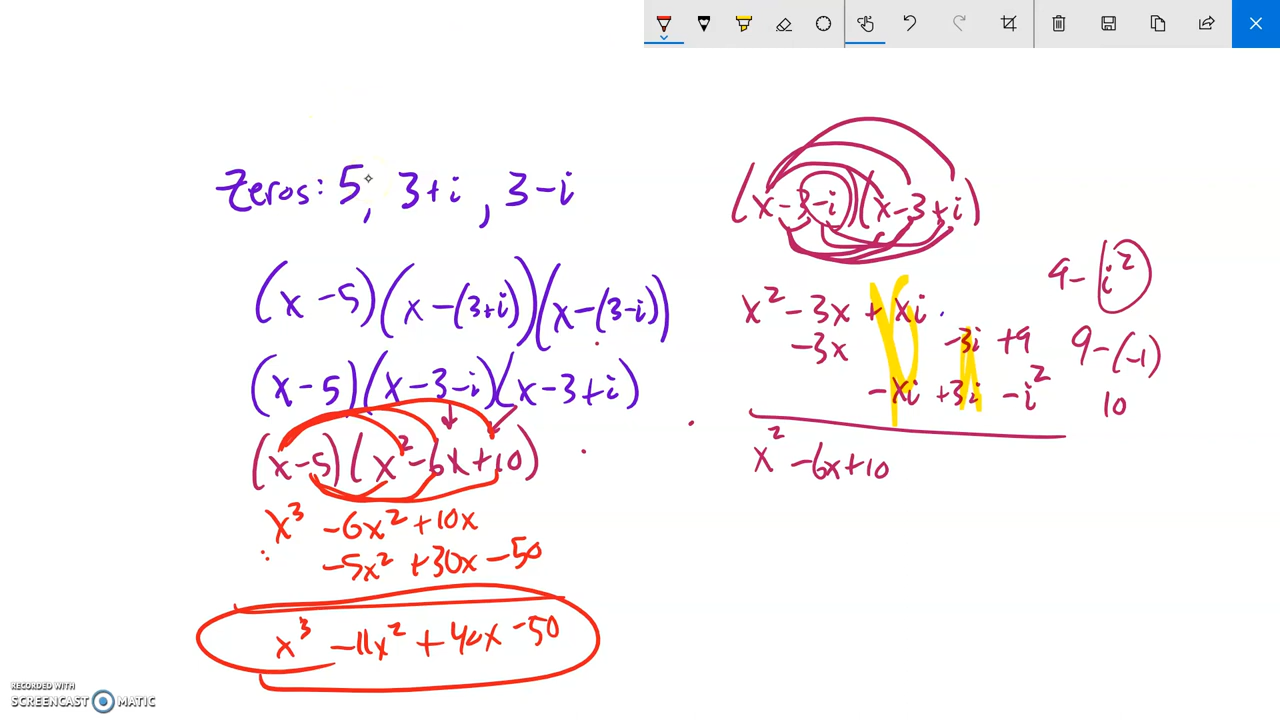 Zeros: 5, 3+i, 3-i
(x-5)(x-(3+i))(x-(3-i))
(x-5)(x-3-i)(x-3+i)
(x-5)(x²-6x+10)
x³ -6x² +10x
-5x² +30x -50
x³ -11x² +40x -50
(x-3-i)(x-3+i)
x² -3x + xi
-3x -3i +9
-xi +3i -i²
x² -6x+10
9-i²
9-(-1)
10
RECORDED WITH
SCREENCAST MATIC